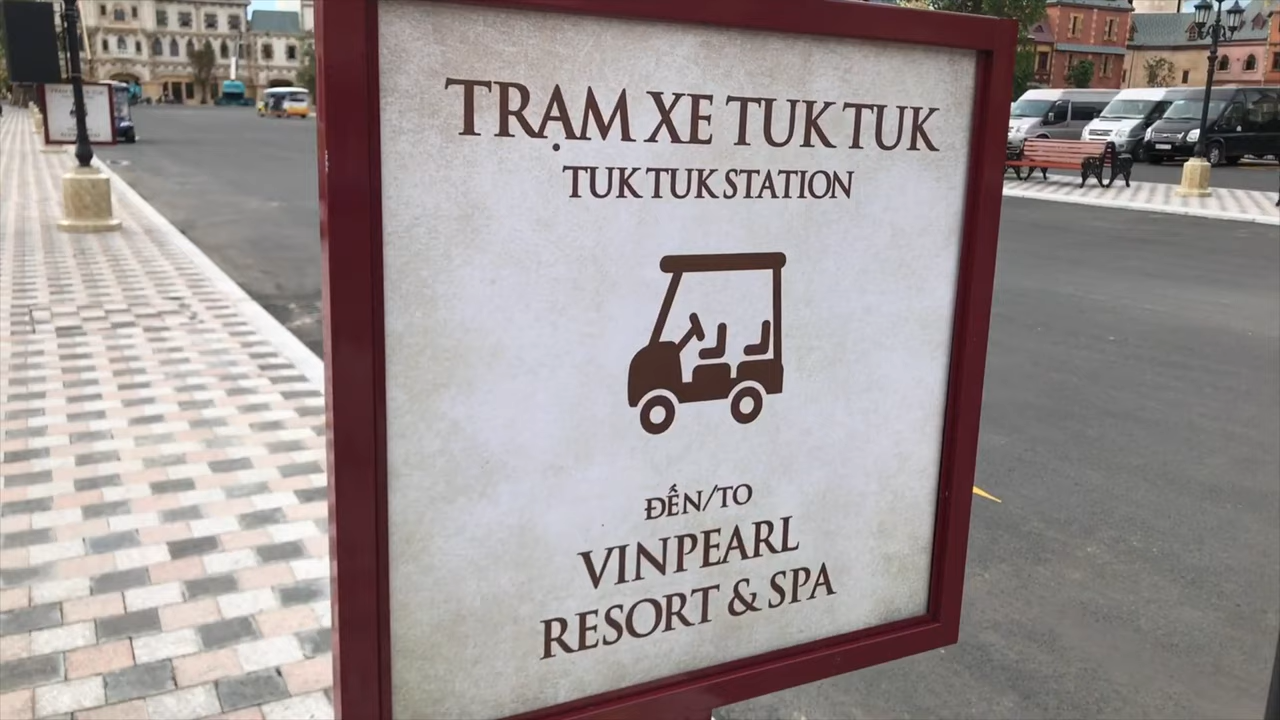 TRẠM XE TUK TUK
TUK TUK STATION
ĐẾN/TO
VINPEARL
RESORT & SPA